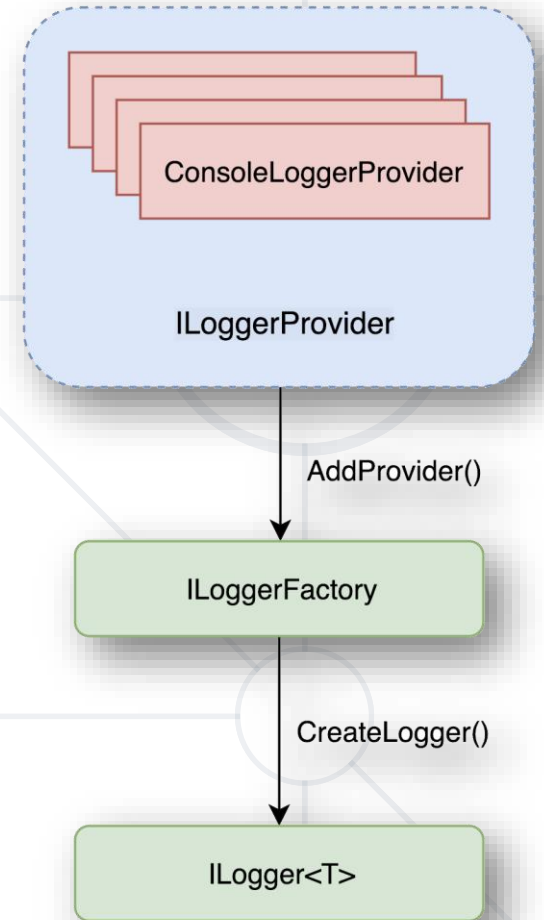 ConsoleLoggerProvider
ILoggerProvider
AddProvider()
ILoggerFactory
CreateLogger()
ILogger<T>